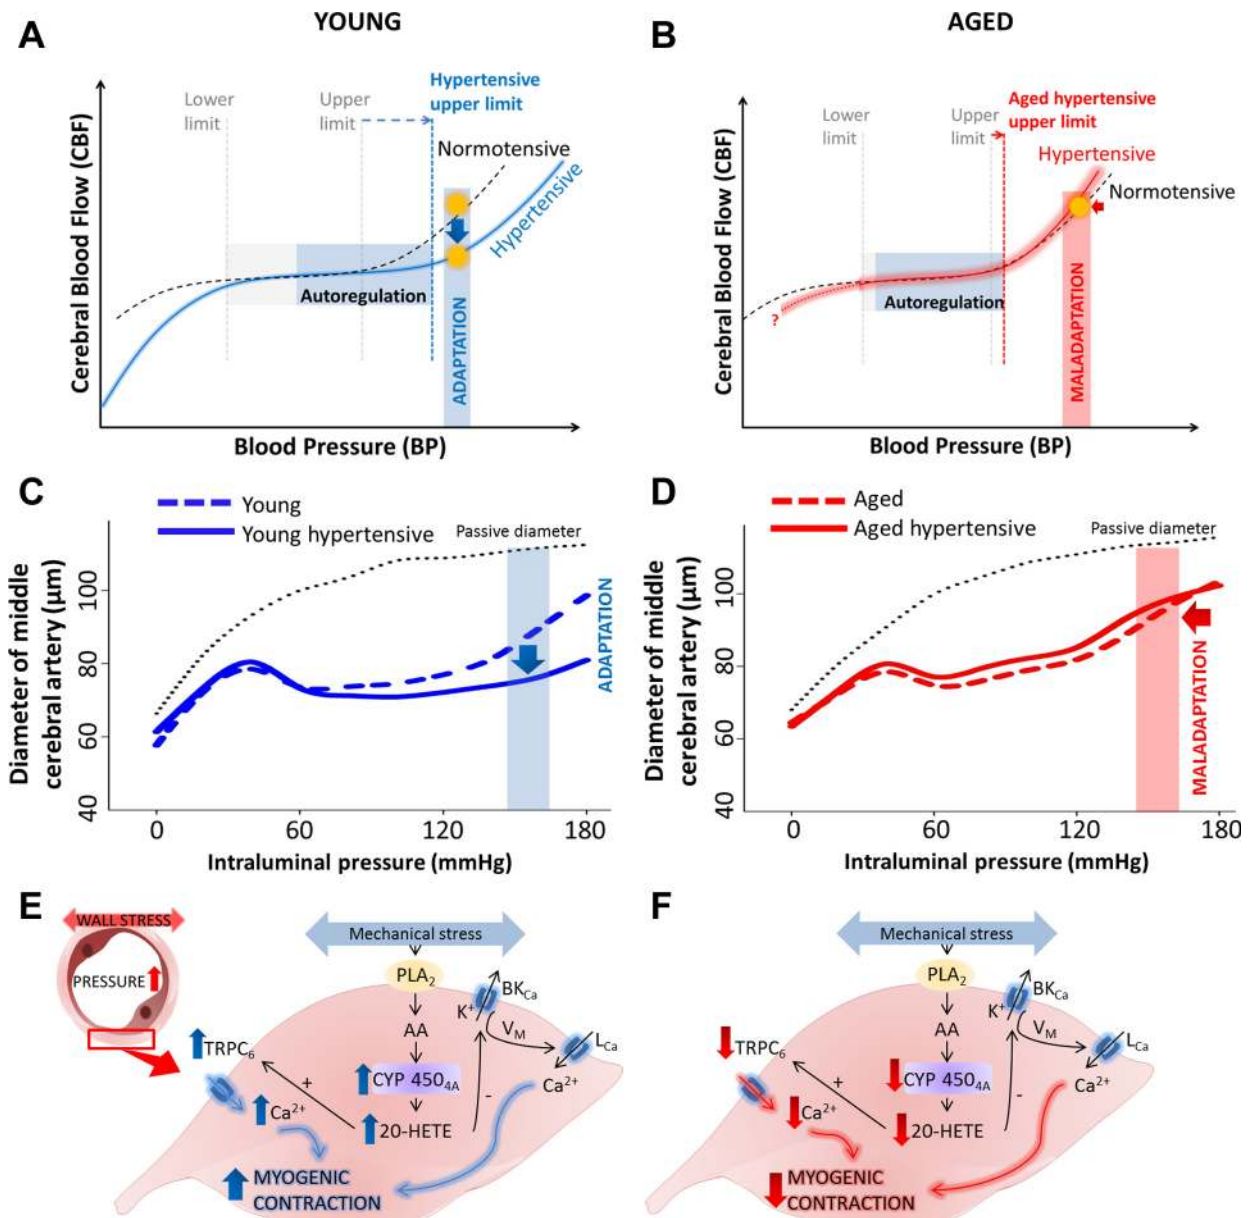 A
YOUNG
Cerebral Blood Flow (CBF)
Lower
limit
Upper
limit
Hypertensive
upper limit
Normotensive
Hypertensive
Autoregulation
ADAPTATION
Blood Pressure (BP)
B
AGED
Cerebral Blood Flow (CBF)
Lower
limit
Upper
limit
Aged hypertensive
upper limit
Hypertensive
Normotensive
Autoregulation
?
MALADAPTATION
Blood Pressure (BP)
C
Young
Young hypertensive
Passive diameter
Diameter of middle
cerebral artery (µm)
100
80
60
40
ADAPTATION
0
60
120
180
Intraluminal pressure (mmHg)
D
Aged
Aged hypertensive
Passive diameter
Diameter of middle
cerebral artery (µm)
100
80
60
40
MALADAPTATION
0
60
120
180
Intraluminal pressure (mmHg)
E
WALL STRESS
PRESSURE
Mechanical stress
PLA2
BKCa
K+
AA
VM
LCa
TRPC6
+
CYP 4504A
Ca2+
Ca2+
20-HETE
-
MYOGENIC
CONTRACTION
F
Mechanical stress
PLA2
BKCa
K+
AA
VM
LCa
TRPC6
+
CYP 4504A
Ca2+
Ca2+
20-HETE
-
MYOGENIC
CONTRACTION